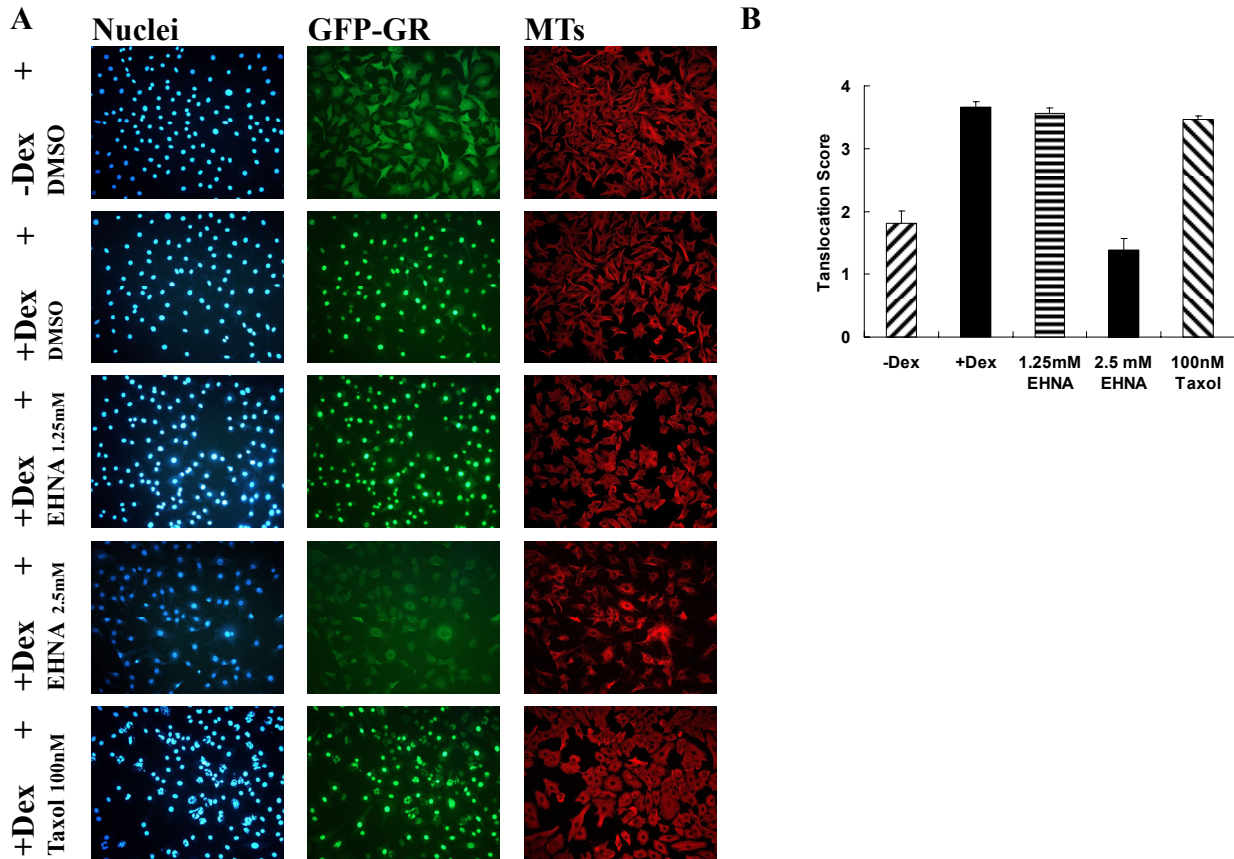 A
Nuclei
GFP-GR
MTs
-Dex +
DMSO
+Dex +
DMSO
+Dex +
EHNA 1.25mM
+Dex +
EHNA 2.5mM
+Dex +
Taxol 100nM
B
Tanslocation Score
4
3
2
1
0
-Dex
+Dex
1.25mM
EHNA
2.5 mM
EHNA
100nM
Taxol